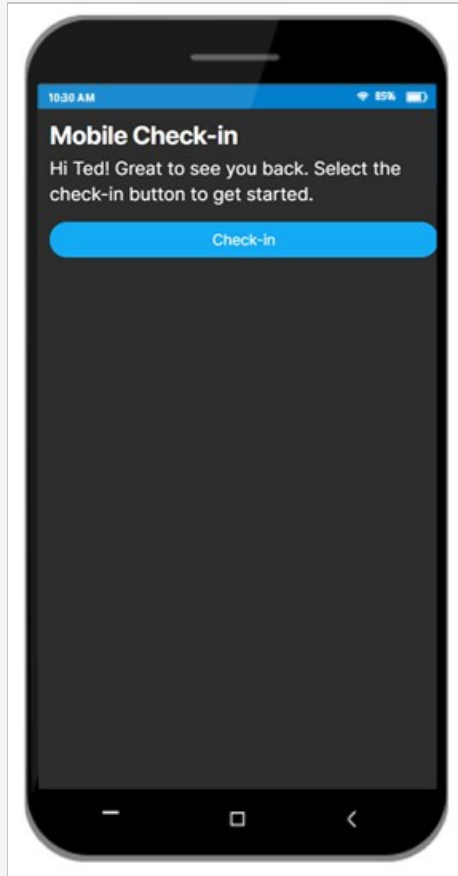 10:30 AM 85%
Mobile Check-in
Hi Ted! Great to see you back. Select the
check-in button to get started.
Check-in